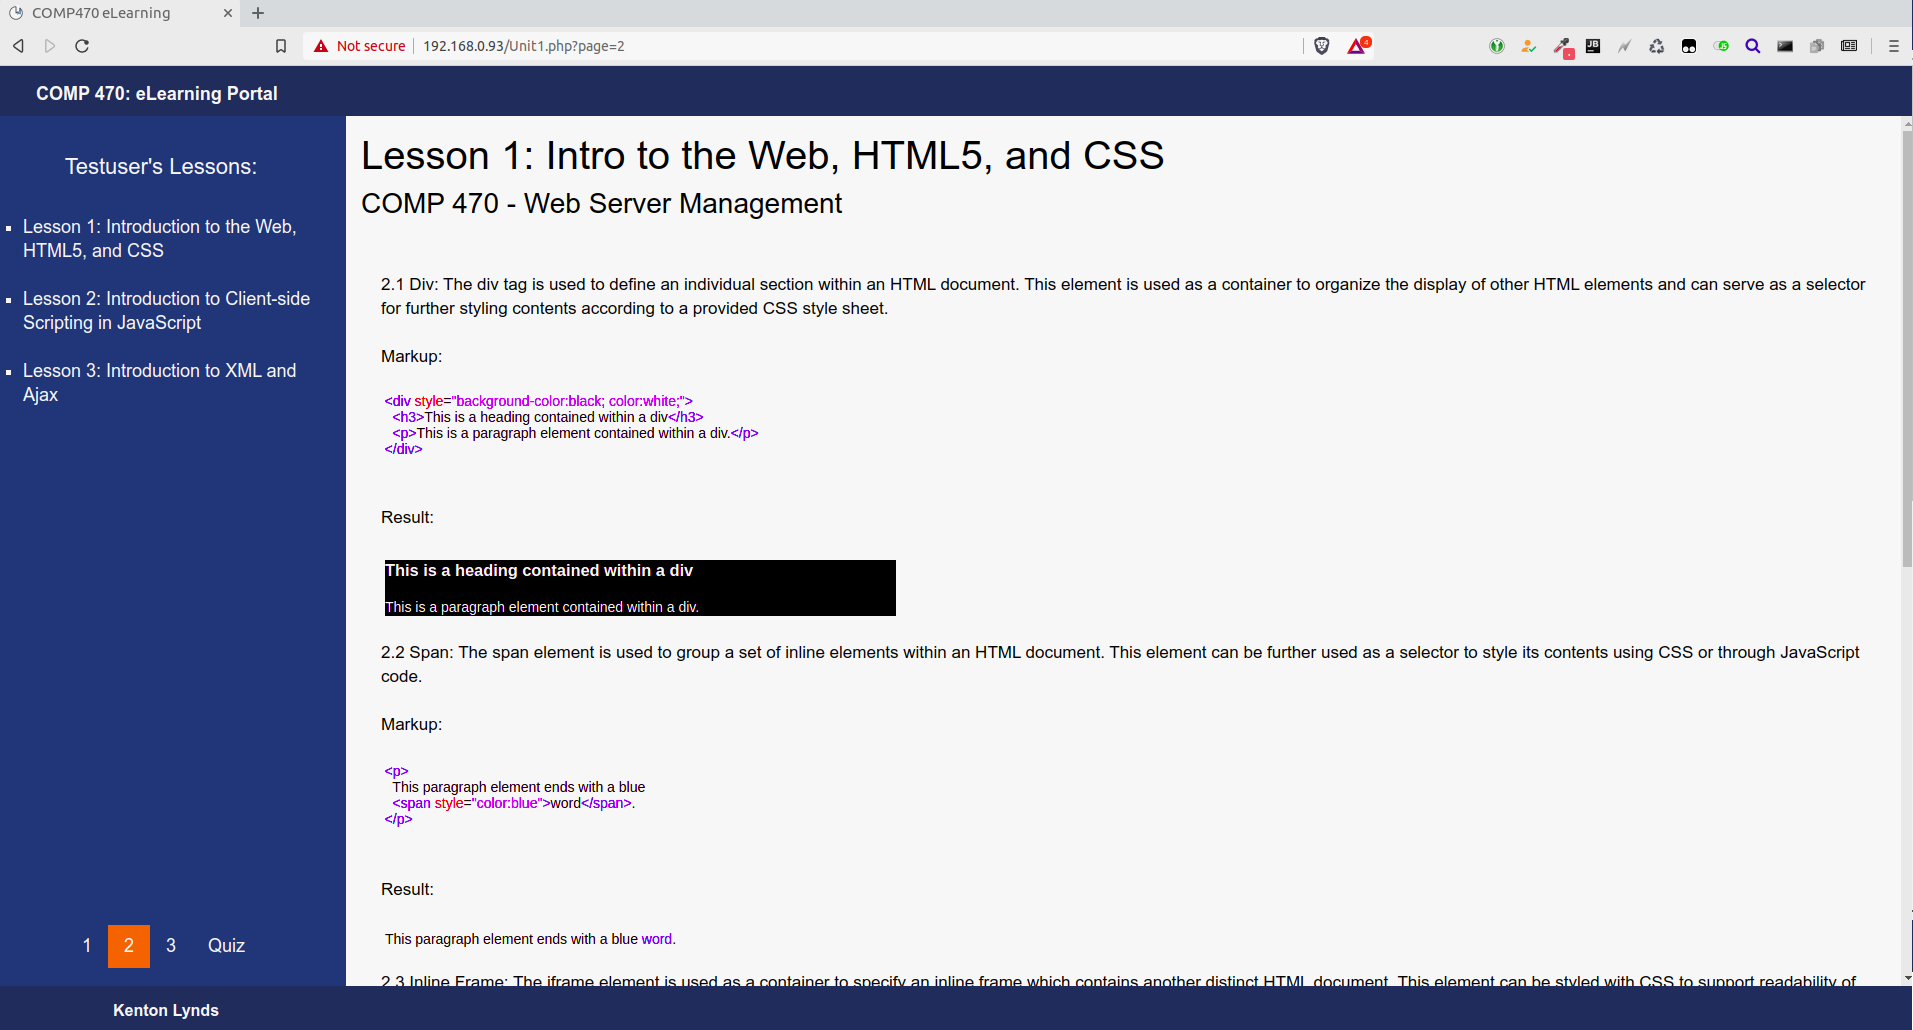 COMP470 eLearning
Not secure
192.168.0.93/Unit1.php?page=2
4
JB
JS
COMP 470: eLearning Portal
Testuser's Lessons:
Lesson 1: Introduction to the Web,
HTML5, and CSS
Lesson 2: Introduction to Client-side
Scripting in JavaScript
Lesson 3: Introduction to XML and
Ajax
1
2
3
Quiz
Lesson 1: Intro to the Web, HTML5, and CSS
COMP 470 - Web Server Management
2.1 Div: The div tag is used to define an individual section within an HTML document. This element is used as a container to organize the display of other HTML elements and can serve as a selector
for further styling contents according to a provided CSS style sheet.
Markup:
<div style="background-color:black; color:white;">
<h3>This is a heading contained within a div</h3>
<p>This is a paragraph element contained within a div.</p>
</div>
Result:
This is a heading contained within a div
This is a paragraph element contained within a div.
2.2 Span: The span element is used to group a set of inline elements within an HTML document. This element can be further used as a selector to style its contents using CSS or through JavaScript
code.
Markup:
<p>
This paragraph element ends with a blue
<span style="color:blue">word</span>.
</p>
Result:
This paragraph element ends with a blue word.
2.3 Inline Frame: The iframe element is used as a container to specify an inline frame which contains another distinct HTML document. This element can be styled with CSS to support readability of
Kenton Lynds